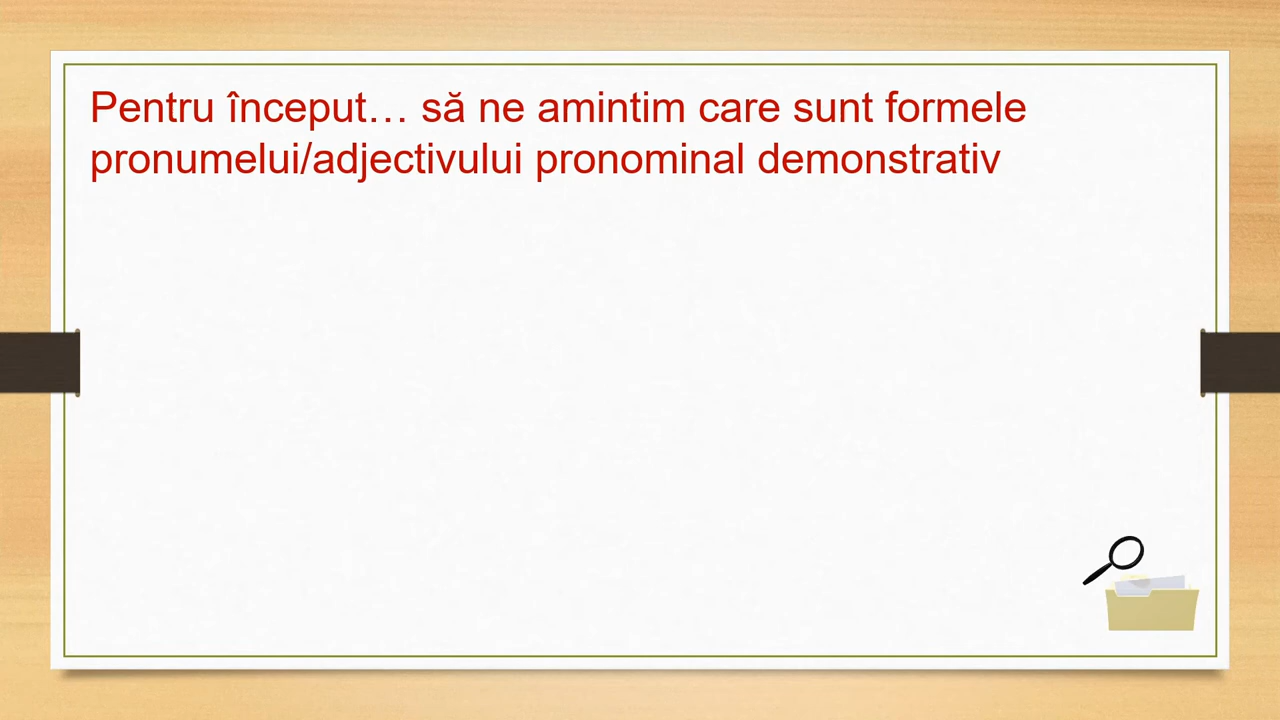 Pentru început… să ne amintim care sunt formele
pronumelui/adjectivului pronominal demonstrativ